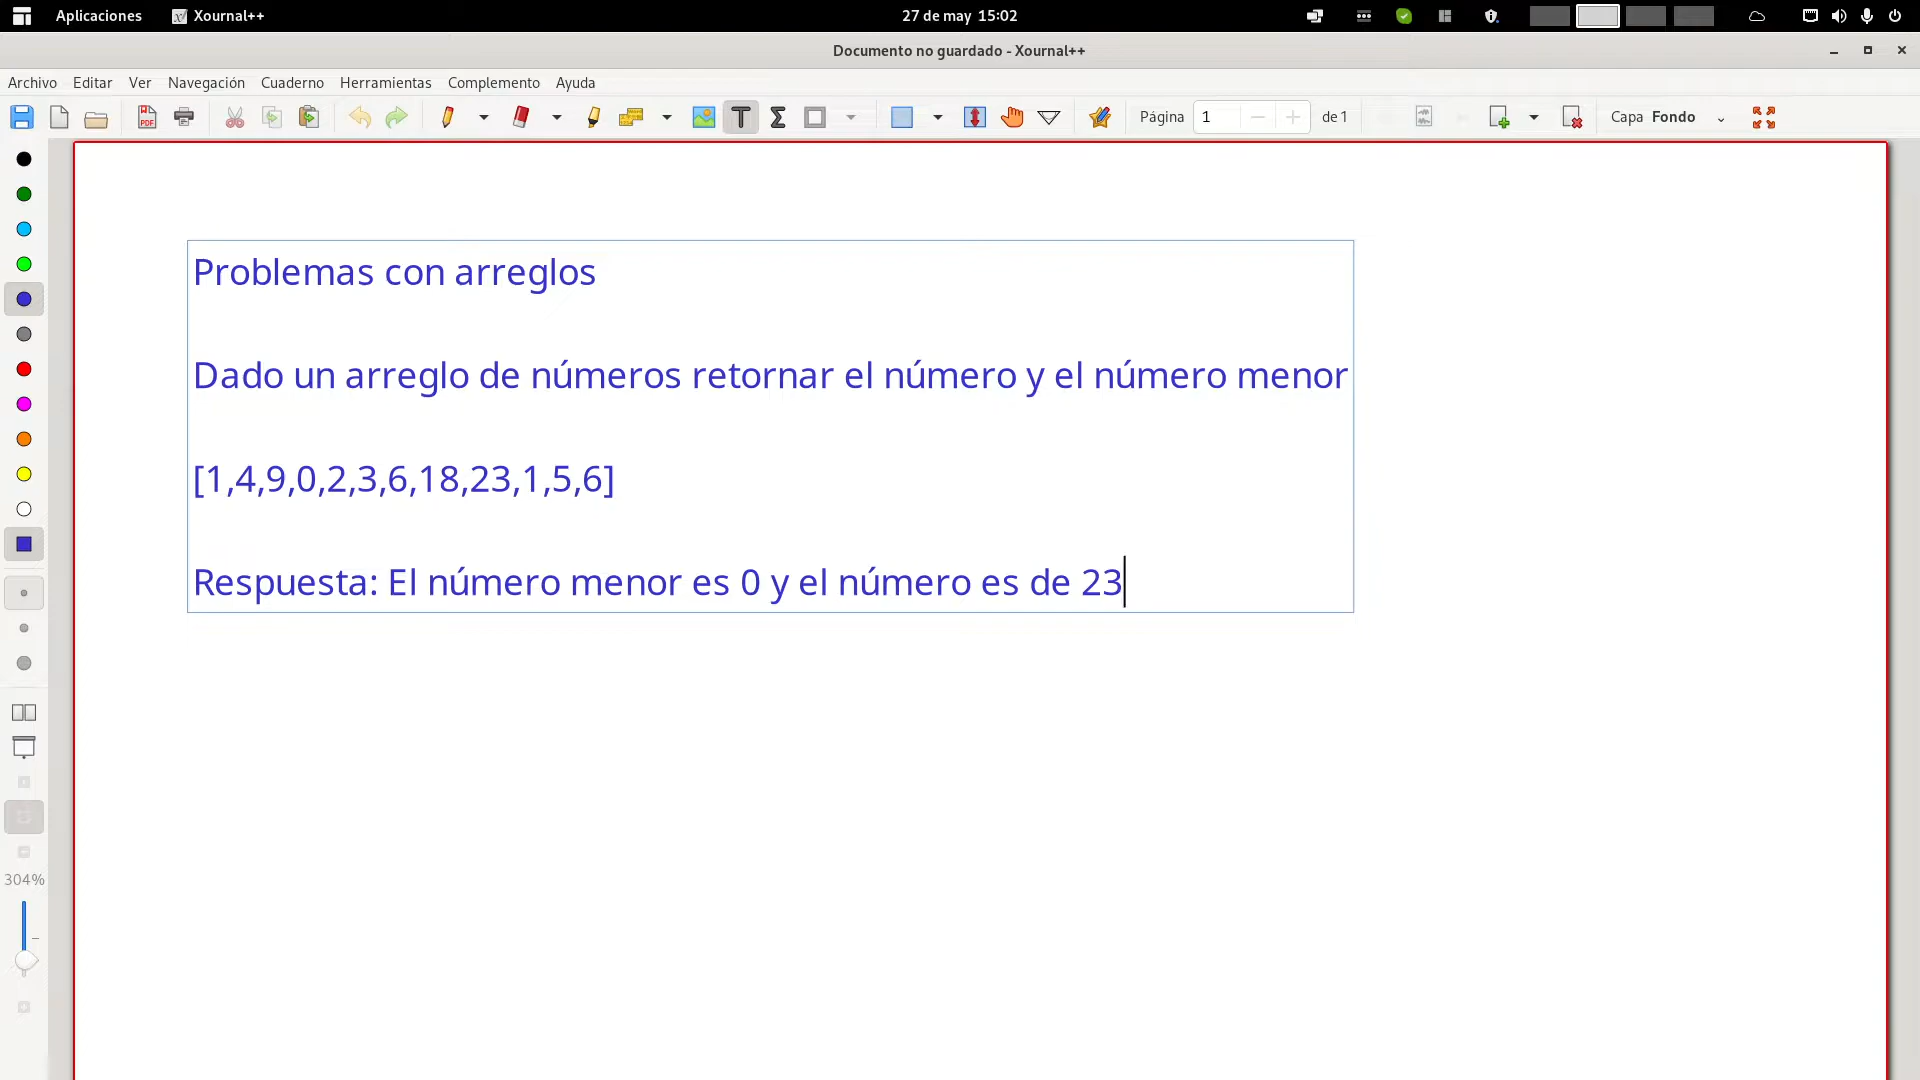 Aplicaciones Xournal++ 27 de may 15:02
Documento no guardado - Xournal++
Archivo Editar Ver Navegación Cuaderno Herramientas Complemento Ayuda
PDF T Σ Página 1 de 1 Capa Fondo
Problemas con arreglos
Dado un arreglo de números retornar el número y el número menor
[1,4,9,0,2,3,6,18,23,1,5,6]
Respuesta: El número menor es 0 y el número es de 23
304%